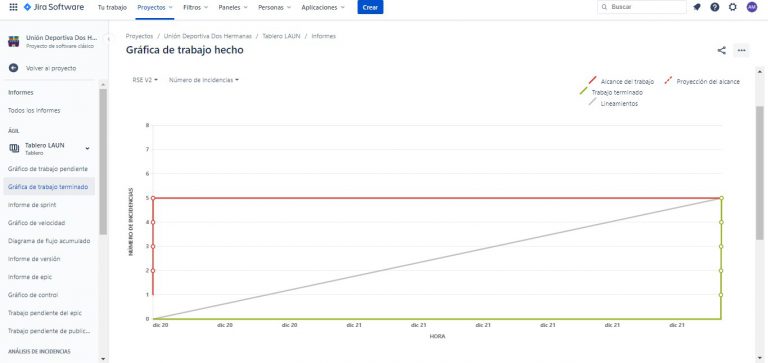 Jira Software
Tu trabajo
Proyectos
Filtros
Paneles
Personas
Aplicaciones
Crear
Buscar
AM
Unión Deportiva Dos H...
Proyecto de software clásico
Volver al proyecto
Informes
Todos los informes
ÁGIL
Tablero LAUN
Tablero
Gráfico de trabajo pendiente
Gráfica de trabajo terminado
Informe de sprint
Gráfico de velocidad
Diagrama de flujo acumulado
Informe de versión
Informe de epic
Gráfico de control
Trabajo pendiente del epic
Trabajo pendiente de public...
ANÁLISIS DE INCIDENCIAS
Proyectos / Unión Deportiva Dos Hermanas / Tablero LAUN / Informes
Gráfica de trabajo hecho
RSE V2
Número de incidencias
Alcance del trabajo
Proyección del alcance
Trabajo terminado
Lineamientos
NÚMERO DE INCIDENCIAS
8
7
6
5
4
3
2
1
0
dic 20 dic 20 dic 20 dic 21 dic 21 dic 21 dic 21 dic 21
HORA